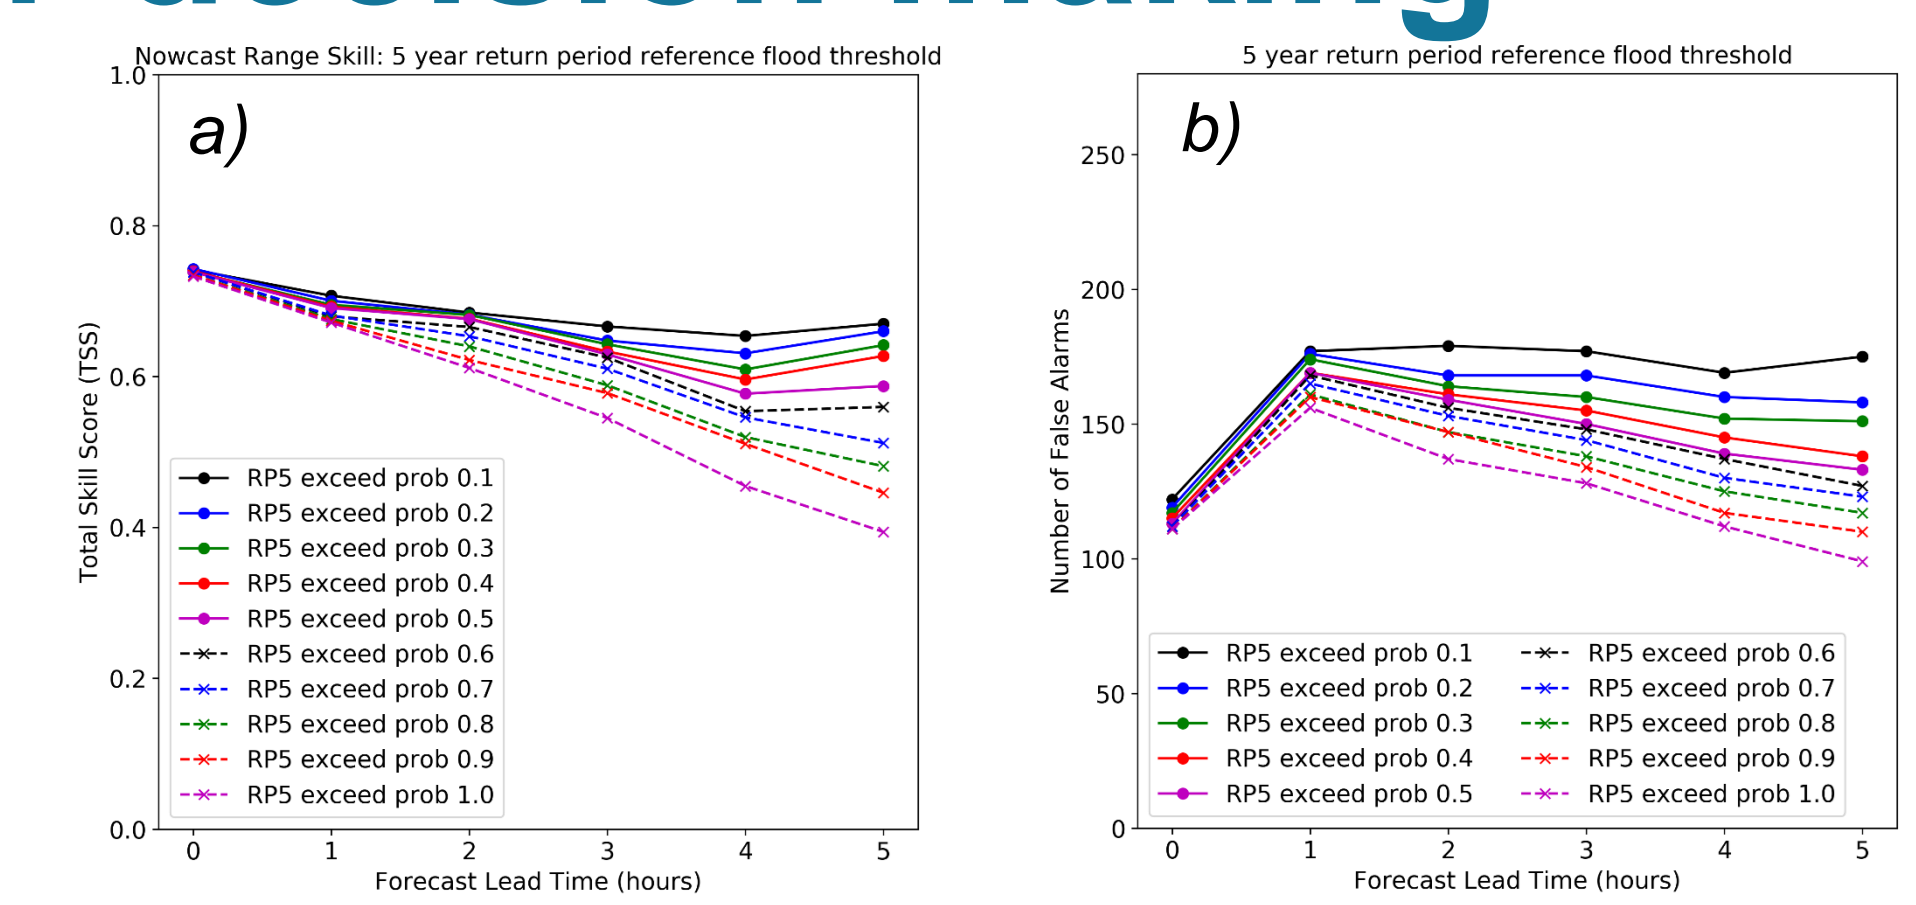 decision making
Nowcast Range Skill: 5 year return period reference flood threshold
a)
Total Skill Score (TSS)
1.0
0.8
0.6
0.4
0.2
0.0
RP5 exceed prob 0.1
RP5 exceed prob 0.2
RP5 exceed prob 0.3
RP5 exceed prob 0.4
RP5 exceed prob 0.5
RP5 exceed prob 0.6
RP5 exceed prob 0.7
RP5 exceed prob 0.8
RP5 exceed prob 0.9
RP5 exceed prob 1.0
0 1 2 3 4 5
Forecast Lead Time (hours)
5 year return period reference flood threshold
b)
Number of False Alarms
250
200
150
100
50
0
RP5 exceed prob 0.1
RP5 exceed prob 0.2
RP5 exceed prob 0.3
RP5 exceed prob 0.4
RP5 exceed prob 0.5
RP5 exceed prob 0.6
RP5 exceed prob 0.7
RP5 exceed prob 0.8
RP5 exceed prob 0.9
RP5 exceed prob 1.0
0 1 2 3 4 5
Forecast Lead Time (hours)